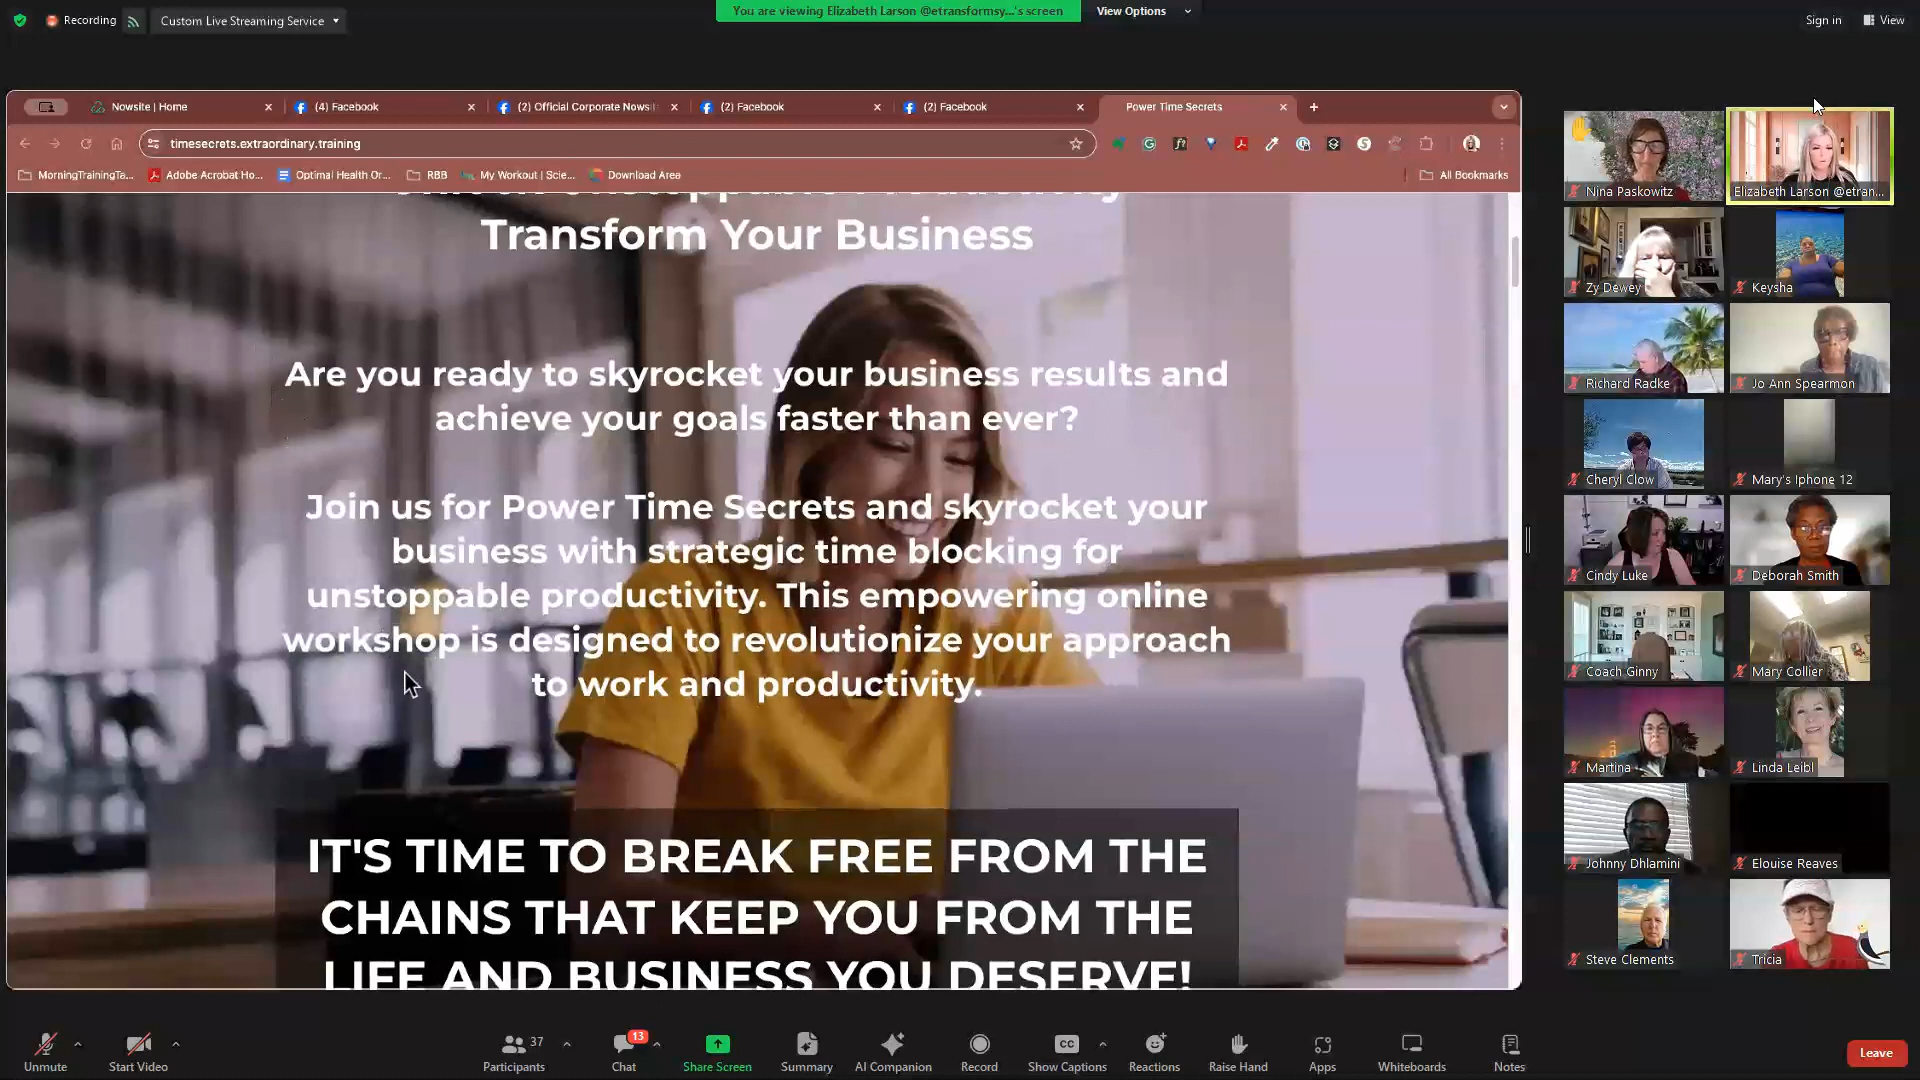 Recording
Custom Live Streaming Service
You are viewing Elizabeth Larson @etransformsy...'s screen
View Options
Sign in
View
Nowsite | Home
(4) Facebook
(2) Official Corporate Nows
(2) Facebook
(2) Facebook
Power Time Secrets
timesecrets.extraordinary.training
MorningTrainingTa...
Adobe Acrobat Ho...
Optimal Health Or...
RBB
My Workout | Scie...
Download Area
All Bookmarks
Transform Your Business
Are you ready to skyrocket your business results and
achieve your goals faster than ever?
Join us for Power Time Secrets and skyrocket your
business with strategic time blocking for
unstoppable productivity. This empowering online
workshop is designed to revolutionize your approach
to work and productivity.
IT'S TIME TO BREAK FREE FROM THE
CHAINS THAT KEEP YOU FROM THE
LIFE AND BUSINESS YOU DESERVE!
Nina Paskowitz
Elizabeth Larson @etran...
Zy Dewey
Keysha
Richard Radke
Jo Ann Spearmon
Cheryl Clow
Mary's Iphone 12
Cindy Luke
Deborah Smith
Coach Ginny
Mary Collier
Martina
Linda Leibl
Johnny Dhlamini
Elouise Reaves
Steve Clements
Tricia
Unmute
Start Video
37
Participants
13
Chat
Share Screen
Summary
AI Companion
Record
CC
Show Captions
Reactions
Raise Hand
Apps
Whiteboards
Notes
Leave